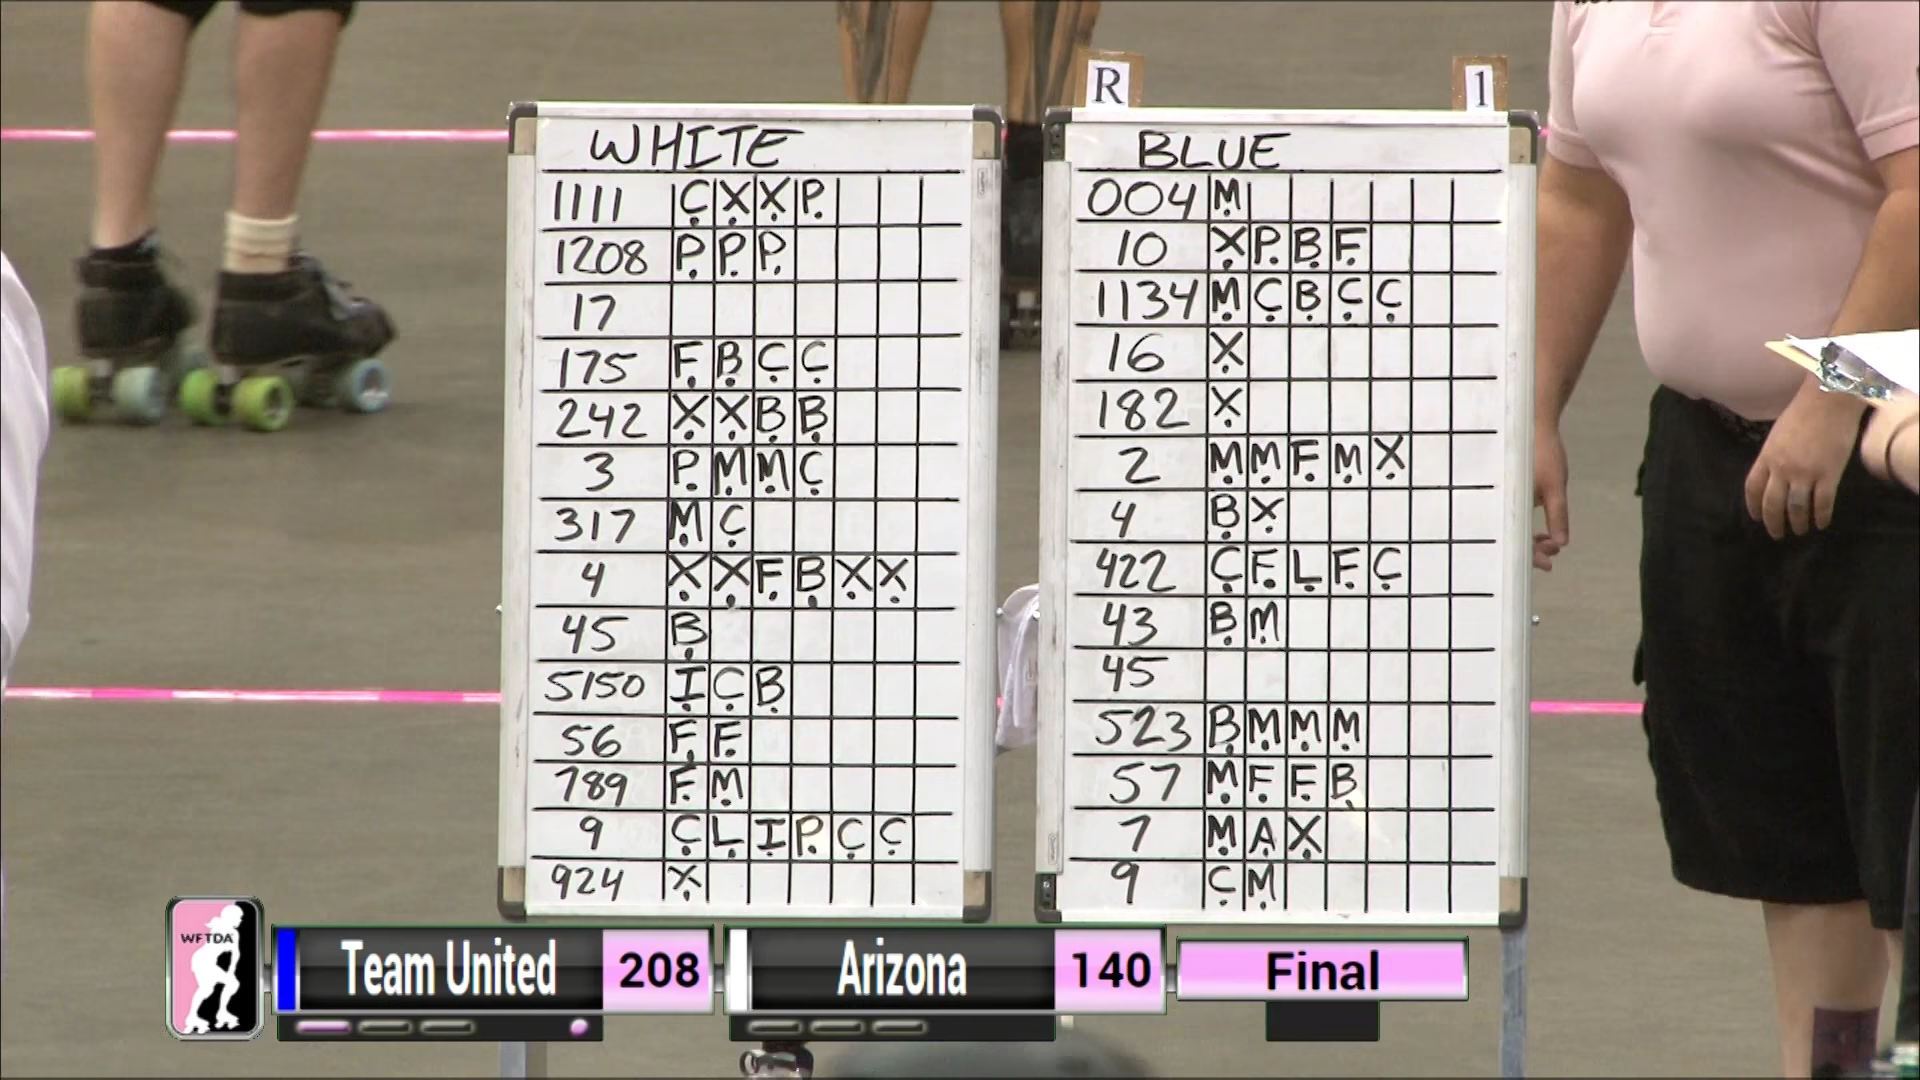 R 1
WHITE
1111 C X X P
1208 P P P
17
175 F B C C
242 X X B B
3 P M M C
317 M C
4 X X F B X X
45 B
5150 I C B
56 F F
789 F M
9 C L I P C C
924 X
BLUE
004 M
10 X P B F
1134 M C B C C
16 X
182 X
2 M M F M X
4 B X
422 C F L F C
43 B M
45
523 B M M M
57 M F F B
7 M A X
9 C M
WFTDA
Team United 208 Arizona 140 Final